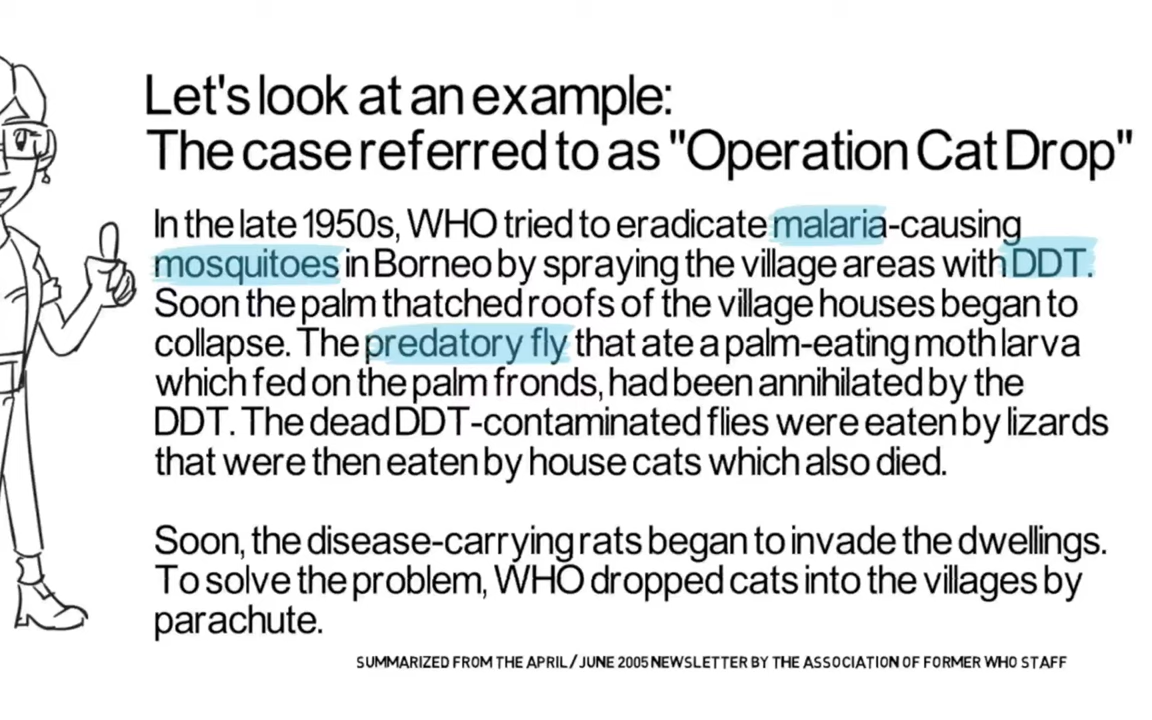 Let's look at an example:
The case referred to as "Operation Cat Drop"
In the late 1950s, WHO tried to eradicate malaria-causing
mosquitoes in Borneo by spraying the village areas with DDT.
Soon the palm thatched roofs of the village houses began to
collapse. The predatory fly that ate a palm-eating moth larva
which fed on the palm fronds, had been annihilated by the
DDT. The dead DDT-contaminated flies were eaten by lizards
that were then eaten by house cats which also died.
Soon, the disease-carrying rats began to invade the dwellings.
To solve the problem, WHO dropped cats into the villages by
parachute.
SUMMARIZED FROM THE APRIL/JUNE 2005 NEWSLETTER BY THE ASSOCIATION OF FORMER WHO STAFF